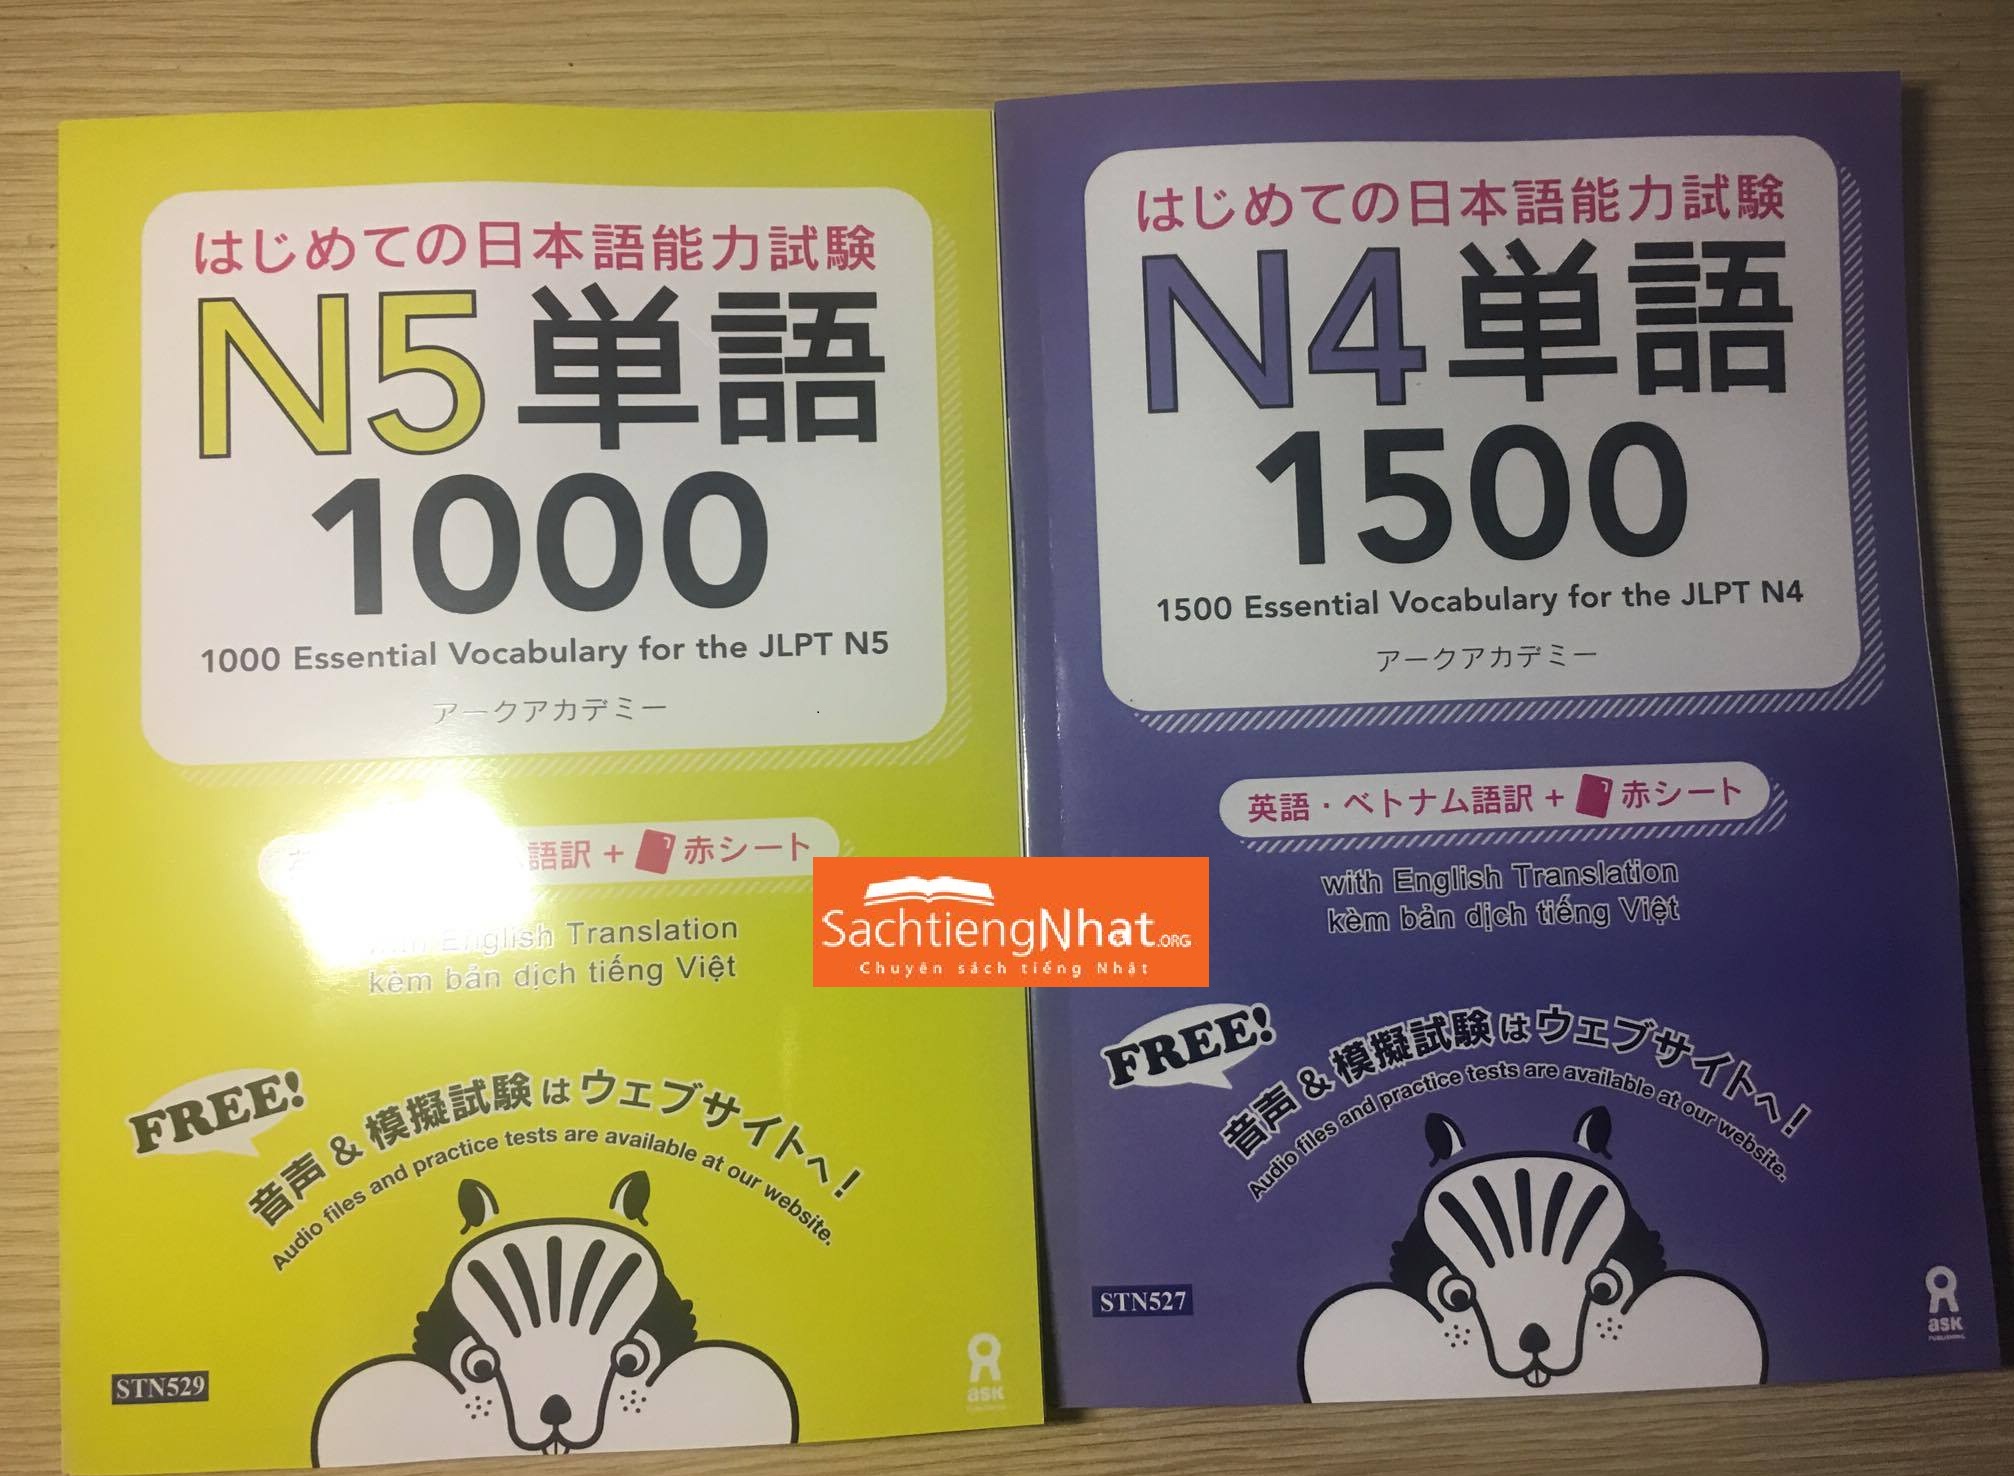 はじめての日本語能力試験
N5単語
1000
1000 Essential Vocabulary for the JLPT N5
アークアカデミー
語訳 + 赤シート
with English Translation
kèm bản dịch tiếng Việt
FREE!
音声 & 模擬試験はウェブサイトへ!
Audio files and practice tests are available at our website.
STN529
ask
はじめての日本語能力試験
N4単語
1500
1500 Essential Vocabulary for the JLPT N4
アークアカデミー
英語・ベトナム語訳 + 赤シート
with English Translation
kèm bản dịch tiếng Việt
FREE!
音声 & 模擬試験はウェブサイトへ!
Audio files and practice tests are available at our website.
STN527
ask
PUBLISHING
SachtiengNhat.ORG
Chuyên sách tiếng Nhật